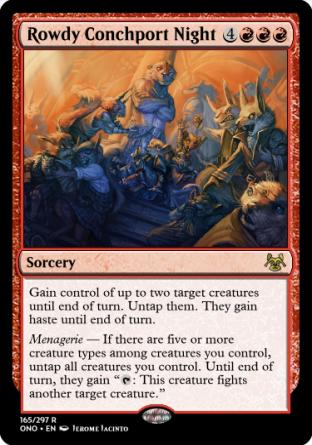 Rowdy Conchport Night 4
Sorcery
Gain control of up to two target creatures
until end of turn. Untap them. They gain
haste until end of turn.
Menagerie — If there are five or more
creature types among creatures you control,
untap all creatures you control. Until end of
turn, they gain “: This creature fights
another target creature.”
165/297 R
ONO • EN Jerome Jacinto